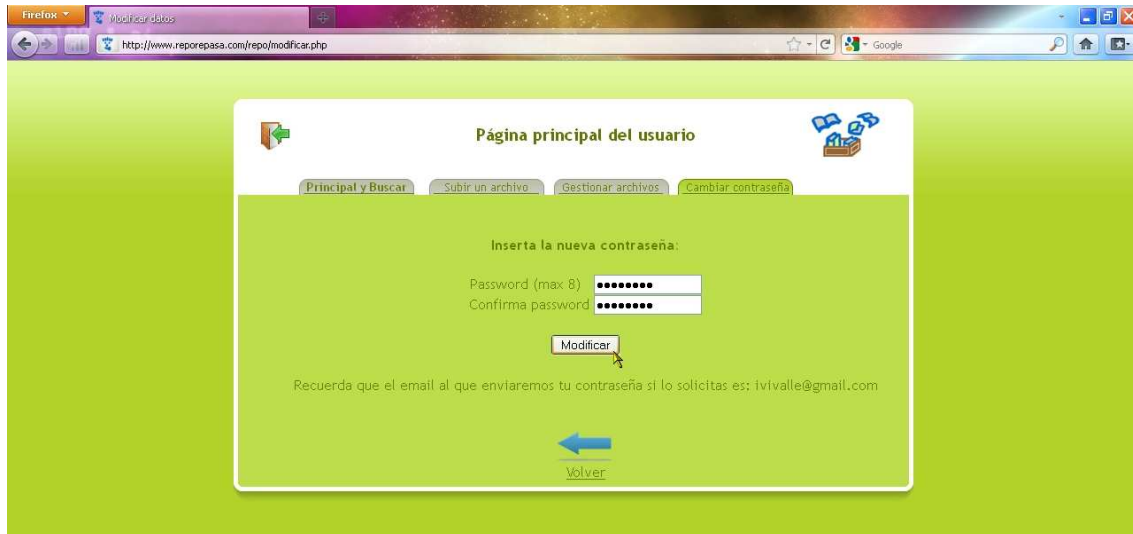 Firefox
Modificar datos
http://www.reporepasa.com/repo/modificar.php
Google
Página principal del usuario
Principal y Buscar
Subir un archivo
Gestionar archivos
Cambiar contraseña
Inserta la nueva contraseña:
Password (max 8) ●●●●●●●●
Confirma password ●●●●●●●●
Modificar
Recuerda que el email al que enviaremos tu contraseña si lo solicitas es: ivivalle@gmail.com
Volver